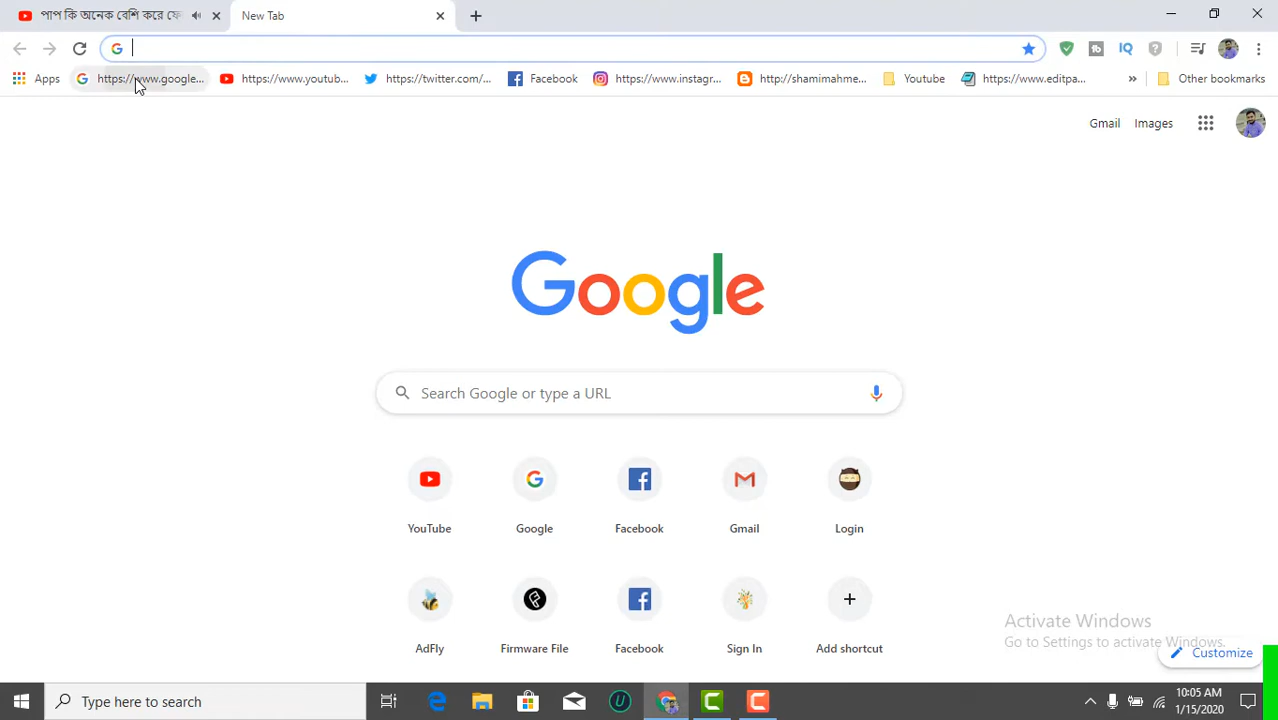 পাপ কি অনেক বেশি করে ফে
New Tab
Apps
https://www.google...
https://www.youtub...
https://twitter.com/...
Facebook
https://www.instagr...
http://shamimahme...
Youtube
https://www.editpa...
Other bookmarks
IQ
Gmail
Images
Google
Search Google or type a URL
YouTube
Google
Facebook
Gmail
Login
AdFly
Firmware File
Facebook
Sign In
Add shortcut
Activate Windows
Go to Settings to activate Windows.
Customize
Type here to search
10:05 AM
1/15/2020